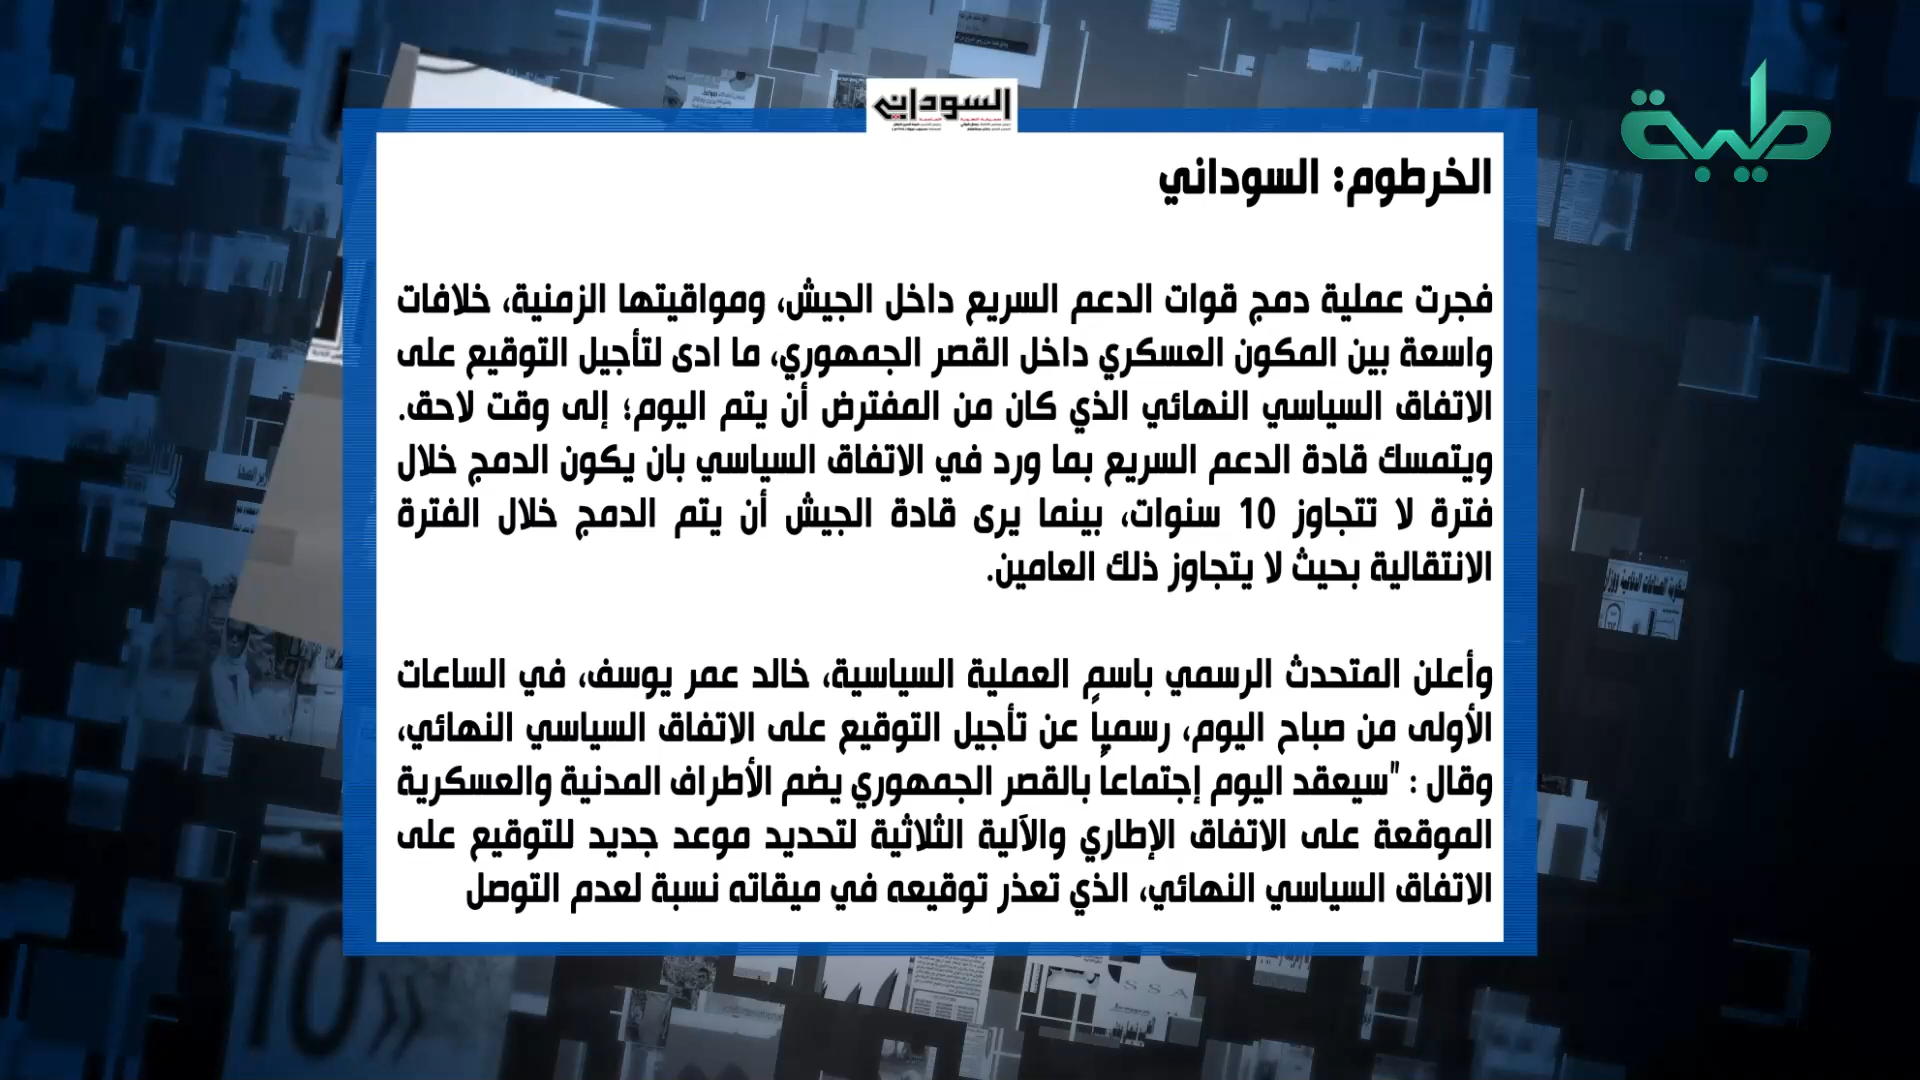 السوداني
طيبة
الخرطوم: السوداني
فجرت عملية دمج قوات الدعم السريع داخل الجيش، ومواقيتها الزمنية، خلافات
واسعة بين المكون العسكري داخل القصر الجمهوري، ما ادى لتأجيل التوقيع على
الاتفاق السياسي النهائي الذي كان من المفترض أن يتم اليوم؛ إلى وقت لاحق.
ويتمسك قادة الدعم السريع بما ورد في الاتفاق السياسي بان يكون الدمج خلال
فترة لا تتجاوز 10 سنوات، بينما يرى قادة الجيش أن يتم الدمج خلال الفترة
الانتقالية بحيث لا يتجاوز ذلك العامين.
وأعلن المتحدث الرسمي باسم العملية السياسية، خالد عمر يوسف، في الساعات
الأولى من صباح اليوم، رسمياً عن تأجيل التوقيع على الاتفاق السياسي النهائي،
وقال : "سيعقد اليوم إجتماعاً بالقصر الجمهوري يضم الأطراف المدنية والعسكرية
الموقعة على الاتفاق الإطاري والآلية الثلاثية لتحديد موعد جديد للتوقيع على
الاتفاق السياسي النهائي، الذي تعذر توقيعه في ميقاته نسبة لعدم التوصل
10»